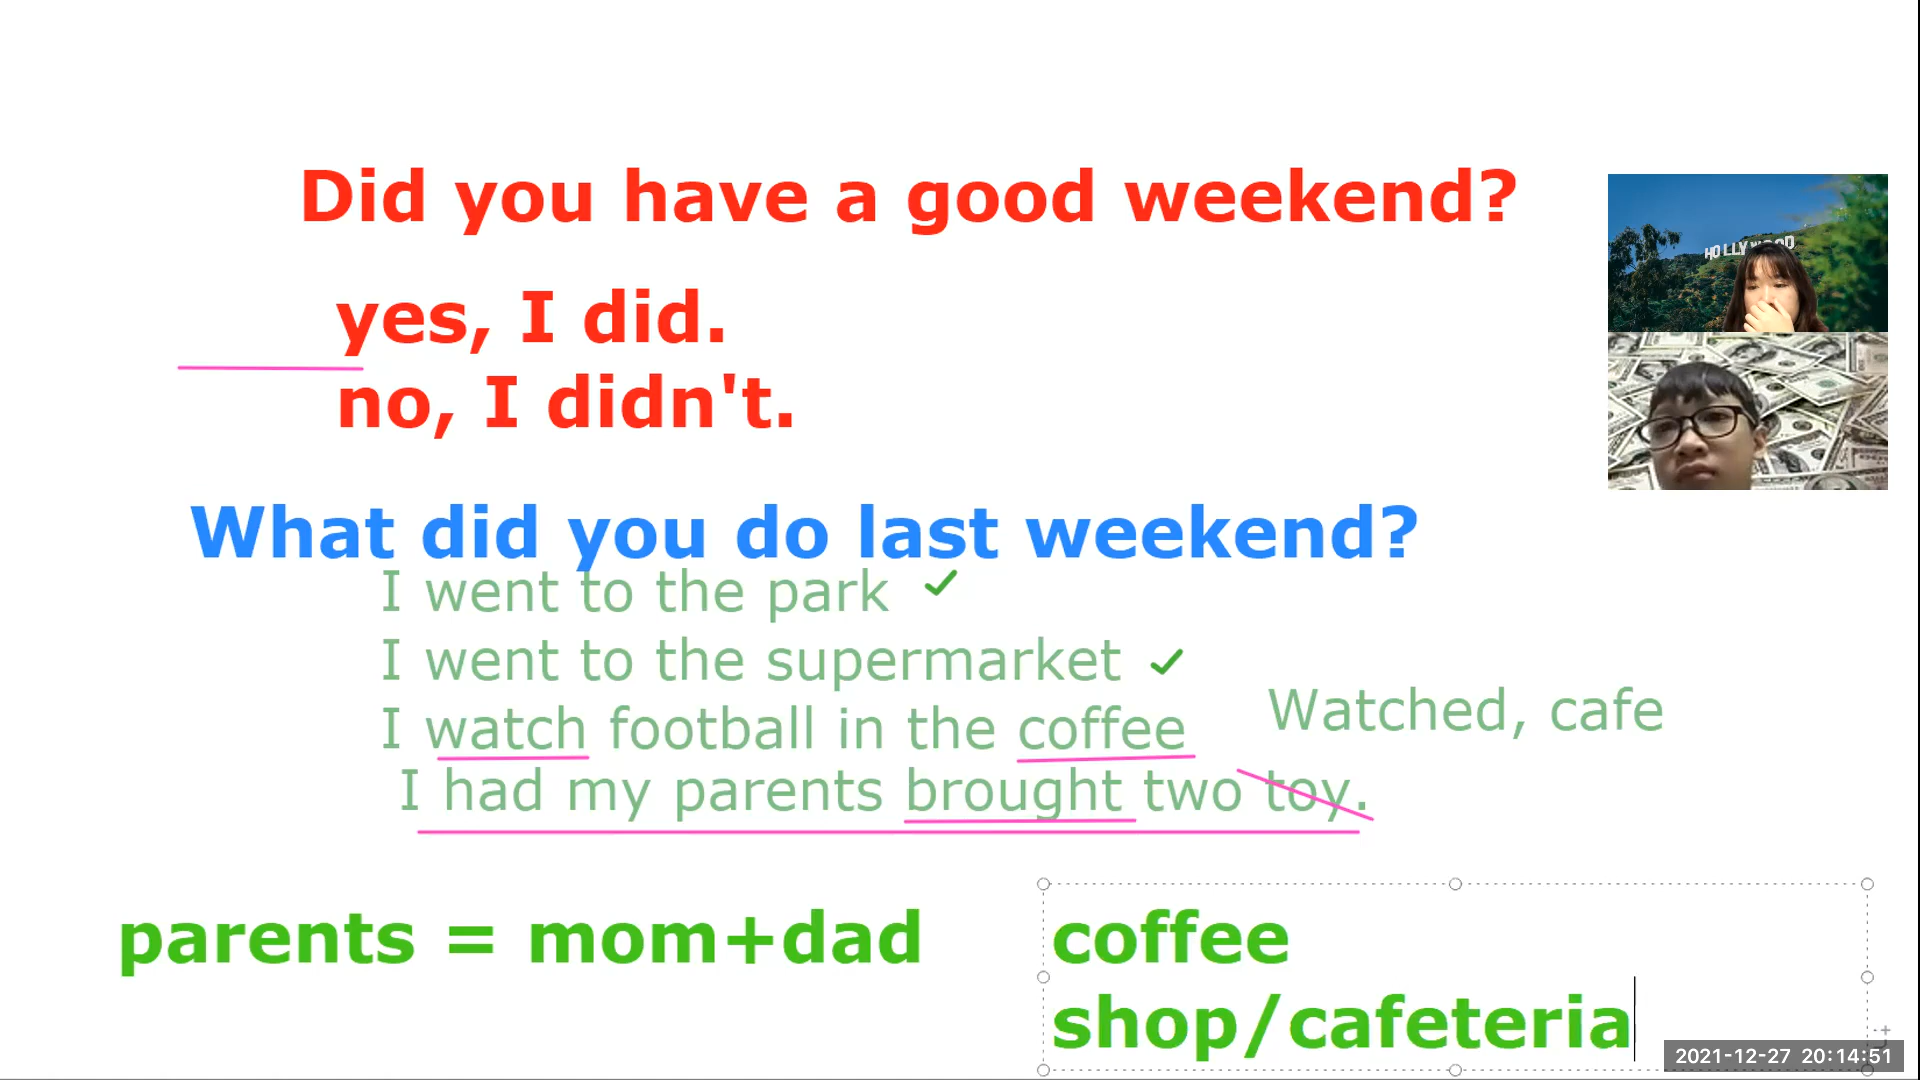 Did you have a good weekend?
HOLLYWOOD
yes, I did.
no, I didn't.
What did you do last weekend?
I went to the park
I went to the supermarket
I watch football in the coffee
Watched, cafe
I had my parents brought two toy.
parents = mom+dad
coffee
shop/cafeteria
2021-12-27 20:14:51